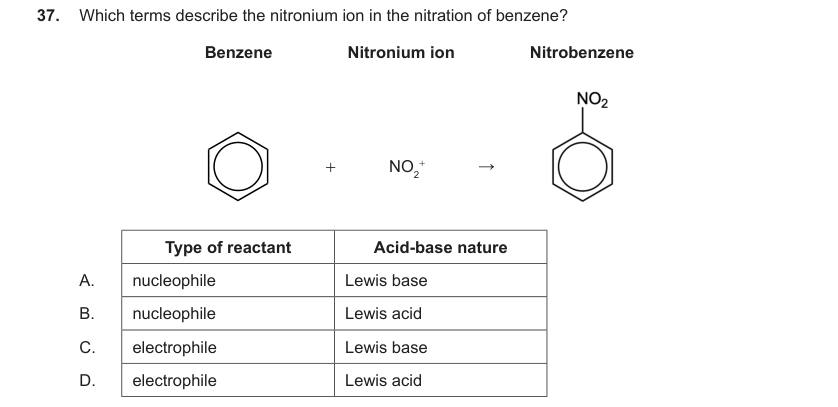 37. Which terms describe the nitronium ion in the nitration of benzene?
Benzene Nitronium ion Nitrobenzene
NO₂
+ NO₂⁺ →
Type of reactant Acid-base nature
A. nucleophile Lewis base
B. nucleophile Lewis acid
C. electrophile Lewis base
D. electrophile Lewis acid